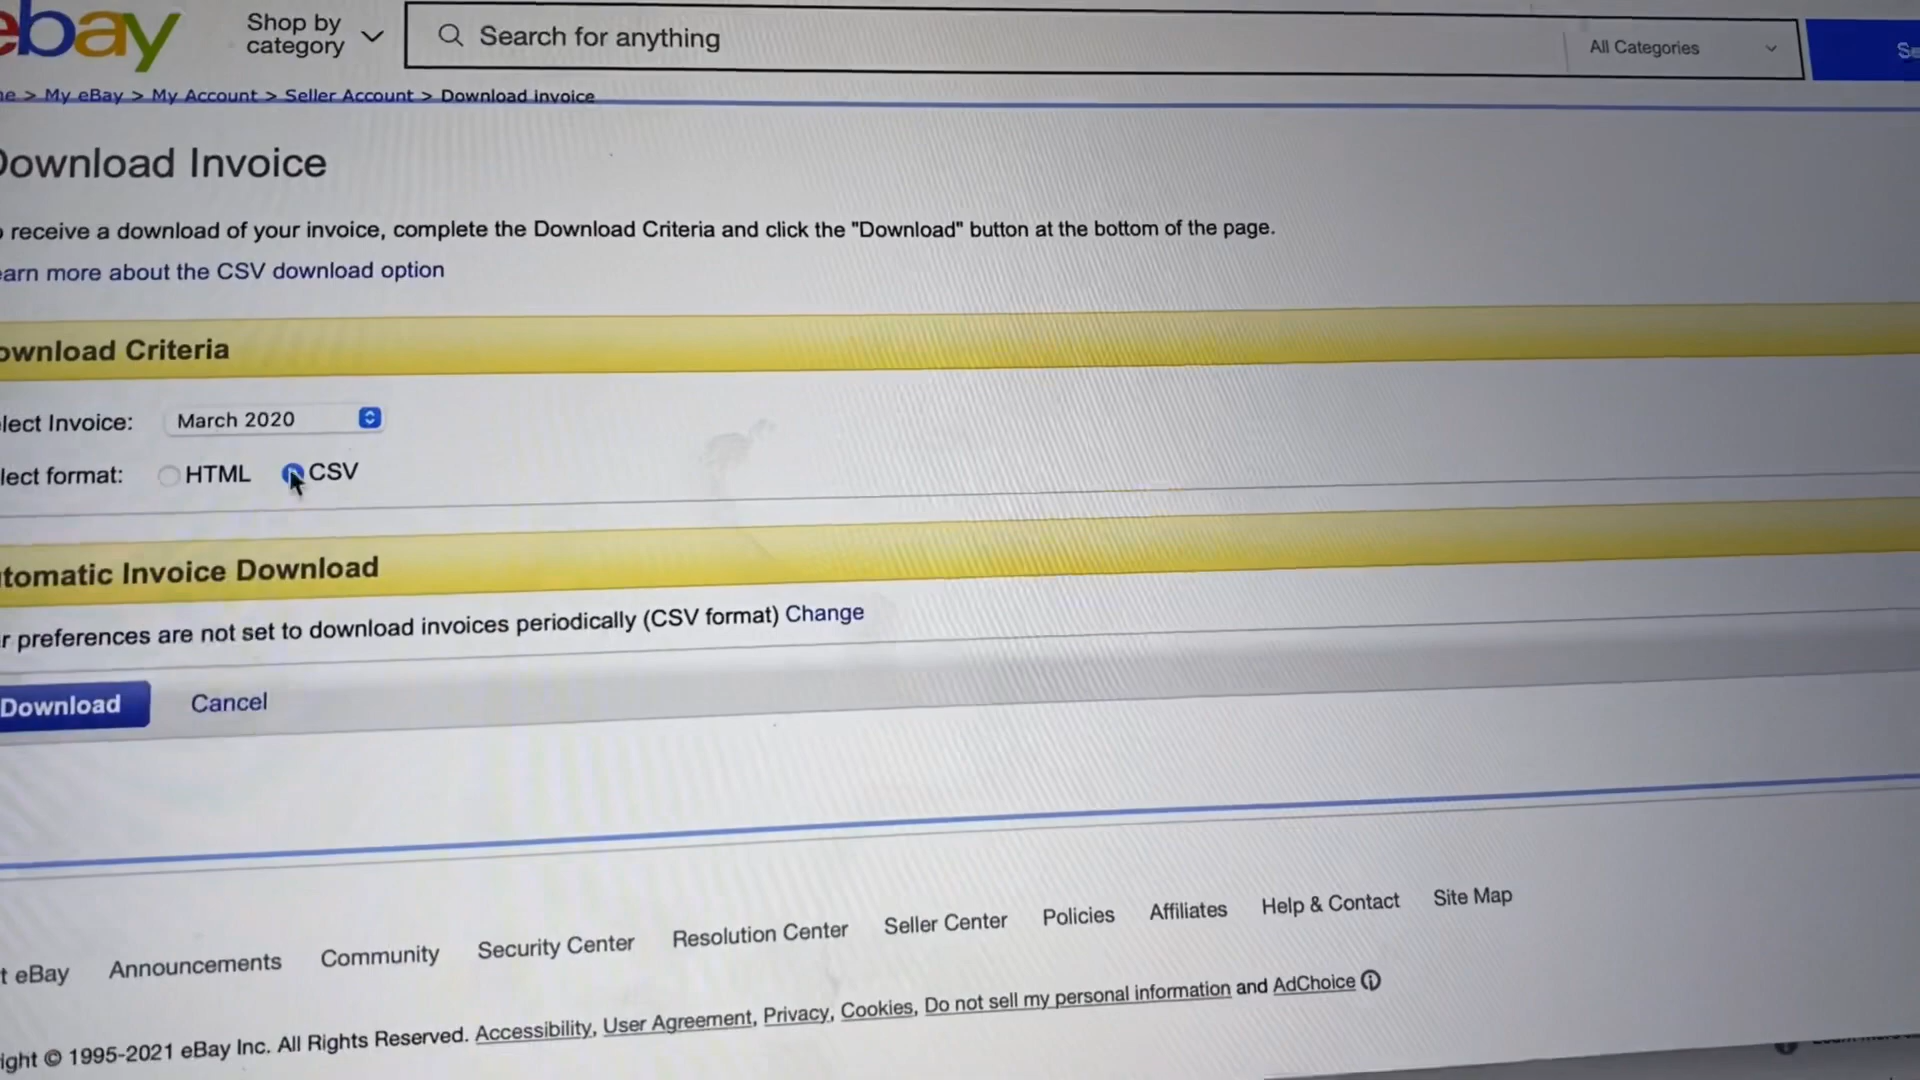 ebay
Shop by
category
Search for anything
All Categories
> My eBay > My Account > Seller Account > Download invoice
Download Invoice
receive a download of your invoice, complete the Download Criteria and click the "Download" button at the bottom of the page.
earn more about the CSV download option
ownload Criteria
lect Invoice: March 2020
lect format: HTML CSV
tomatic Invoice Download
r preferences are not set to download invoices periodically (CSV format) Change
Download Cancel
t eBay Announcements Community Security Center Resolution Center Seller Center Policies Affiliates Help & Contact Site Map
ight © 1995-2021 eBay Inc. All Rights Reserved. Accessibility, User Agreement, Privacy, Cookies, Do not sell my personal information and AdChoice